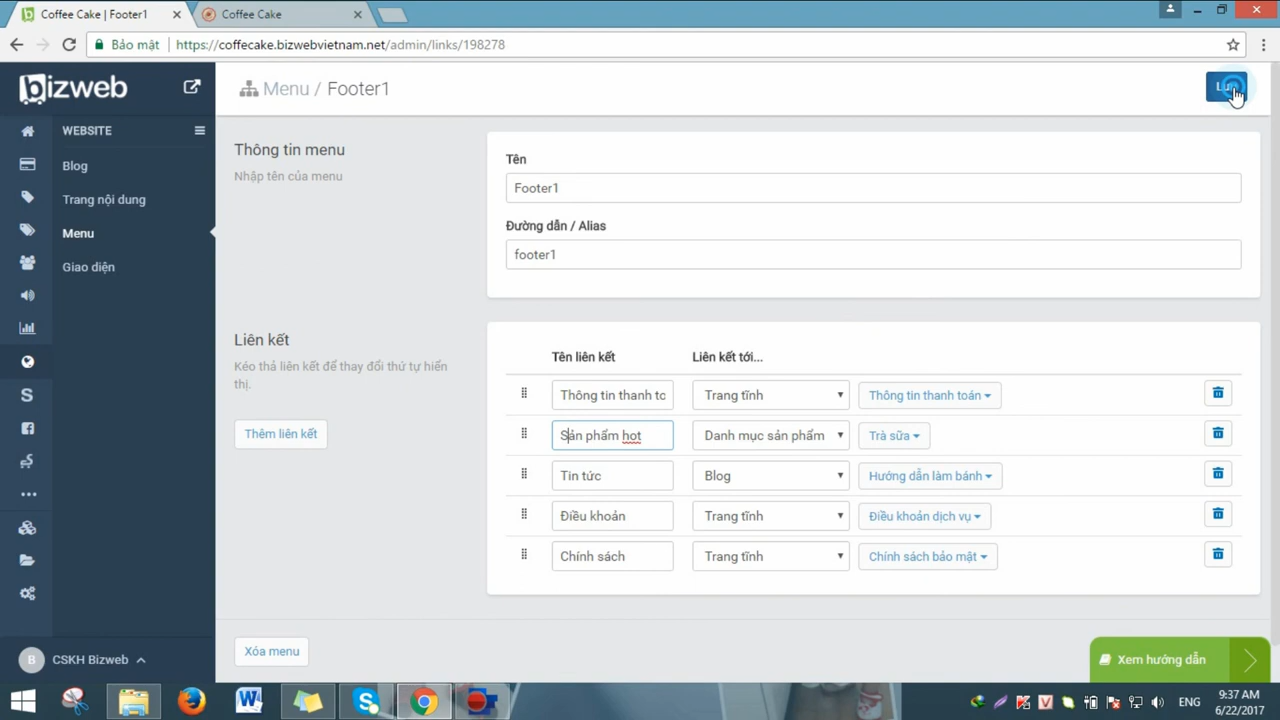 Coffee Cake | Footer1
Coffee Cake
Bảo mật
https://coffecake.bizwebvietnam.net/admin/links/198278
bizweb
Menu / Footer1
WEBSITE
Blog
Trang nội dung
Menu
Giao diện
Thông tin menu
Nhập tên của menu
Tên
Footer1
Đường dẫn / Alias
footer1
Liên kết
Kéo thả liên kết để thay đổi thứ tự hiển
thị.
Thêm liên kết
Tên liên kết Liên kết tới...
Thông tin thanh to Trang tĩnh Thông tin thanh toán
Sản phẩm hot Danh mục sản phẩm Trà sữa
Tin tức Blog Hướng dẫn làm bánh
Điều khoản Trang tĩnh Điều khoản dịch vụ
Chính sách Trang tĩnh Chính sách bảo mật
Xóa menu
Xem hướng dẫn
B CSKH Bizweb
ENG
9:37 AM
6/22/2017